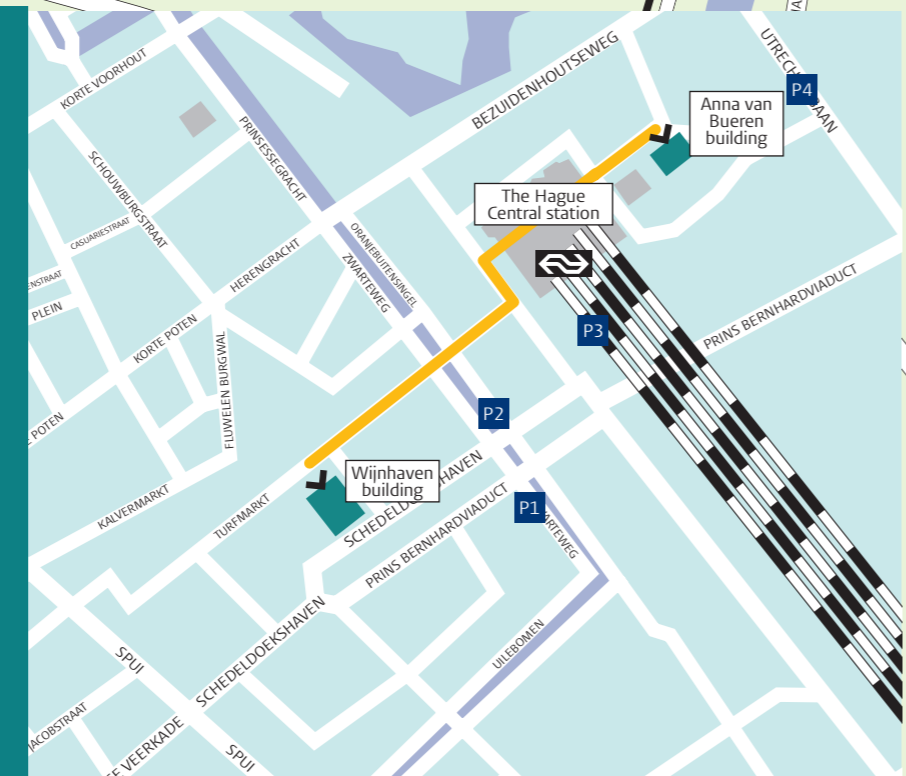 KORTE VOORHOUT
BEZUIDENHOUTSEWEG
P4
Anna van
Bueren
building
PRINSESSEGRACHT
SCHOUWBURGSTRAAT
The Hague
Central station
CASUARIESTRAAT
ORANJEBUITENSINGEL
ZWARTEWEG
HERENGRACHT
PLEIN
PRINS BERNHARDVIADUCT
P3
KORTE POTEN
FLUWELEN BURGWAL
POTEN
P2
Wijnhaven
building
KALVERMARKT
TURFMARKT
P1
PRINS BERNHARDVIADUCT
SCHEDELDOEKSHAVEN
UILEBOMEN
SPUI
JACOBSTRAAT
VEERKADE
SPUI